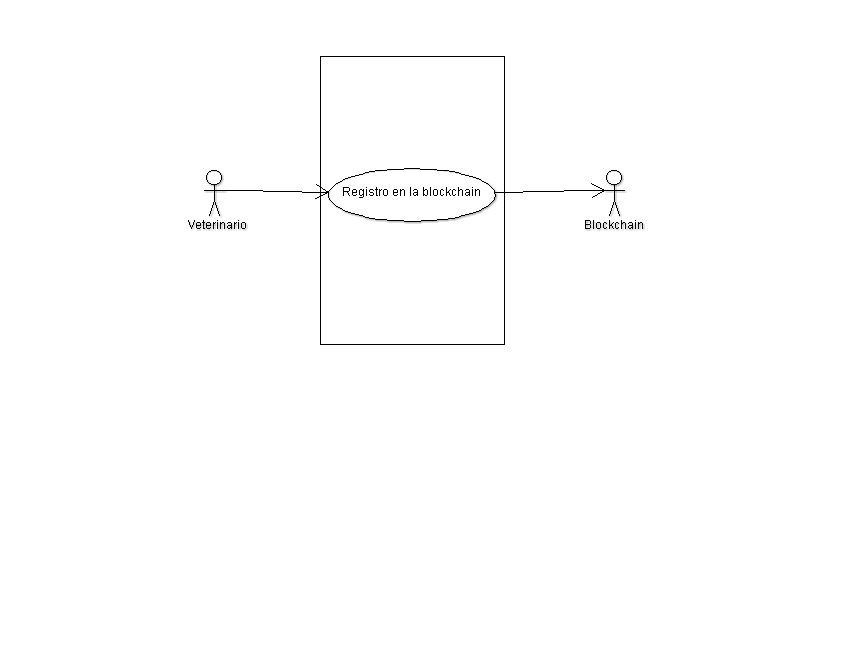 Registro en la blockchain
Veterinario
Blockchain